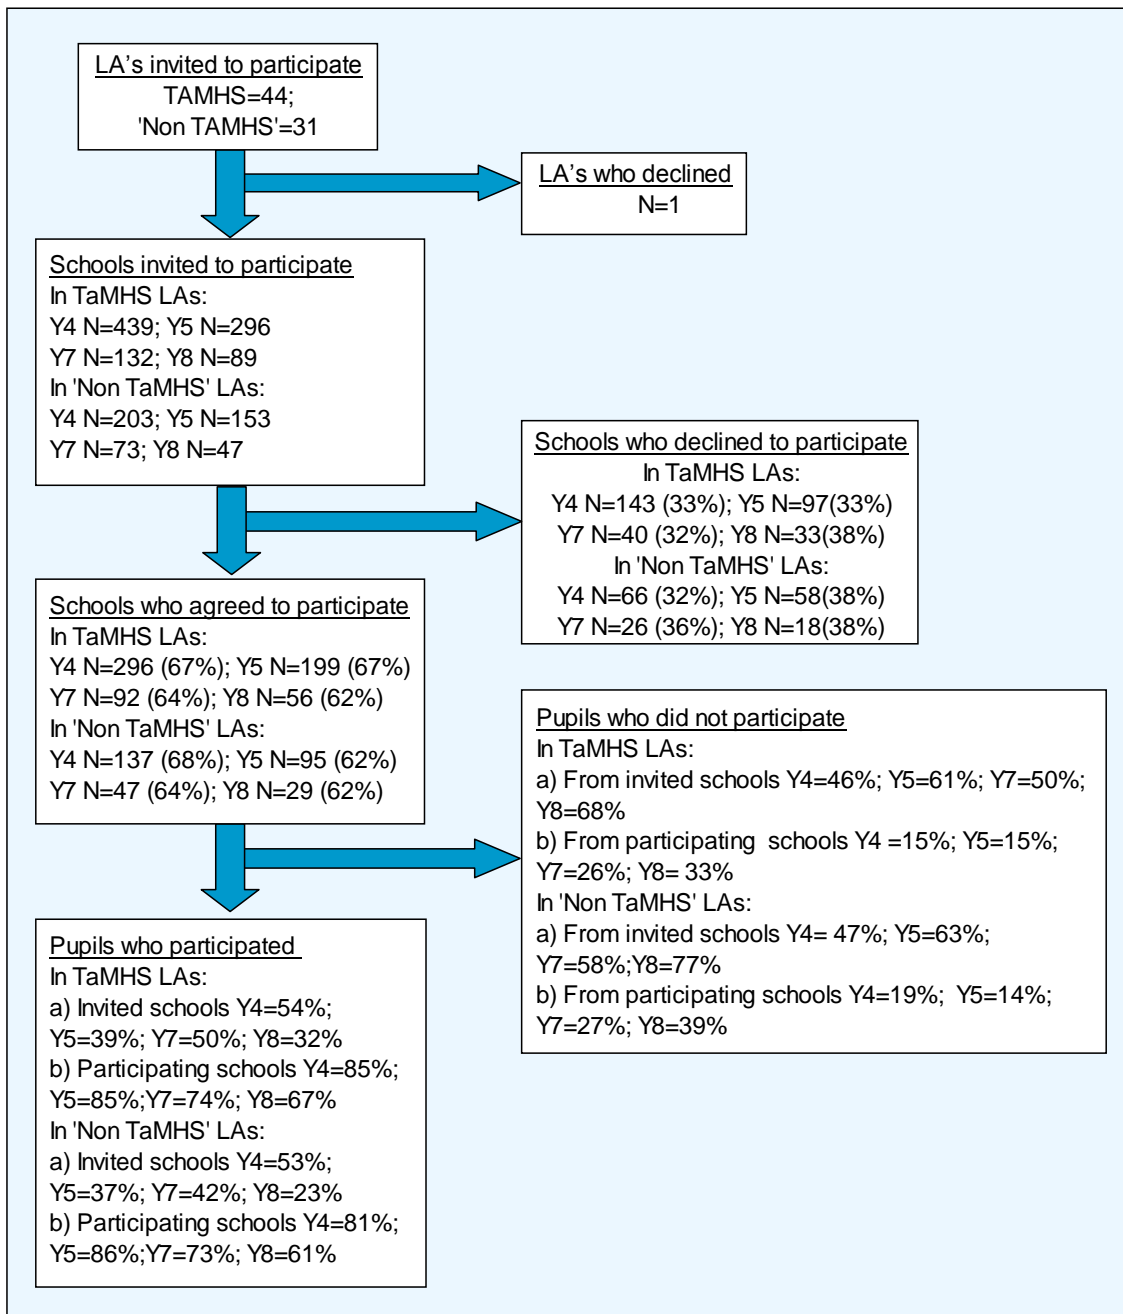 LA's invited to participate
TAMHS=44;
'Non TAMHS'=31
LA's who declined
N=1
Schools invited to participate
In TaMHS LAs:
Y4 N=439; Y5 N=296
Y7 N=132; Y8 N=89
In 'Non TaMHS' LAs:
Y4 N=203; Y5 N=153
Y7 N=73; Y8 N=47
Schools who declined to participate
In TaMHS LAs:
Y4 N=143 (33%); Y5 N=97(33%)
Y7 N=40 (32%); Y8 N=33(38%)
In 'Non TaMHS' LAs:
Y4 N=66 (32%); Y5 N=58(38%)
Y7 N=26 (36%); Y8 N=18(38%)
Schools who agreed to participate
In TaMHS LAs:
Y4 N=296 (67%); Y5 N=199 (67%)
Y7 N=92 (64%); Y8 N=56 (62%)
In 'Non TaMHS' LAs:
Y4 N=137 (68%); Y5 N=95 (62%)
Y7 N=47 (64%); Y8 N=29 (62%)
Pupils who did not participate
In TaMHS LAs:
a) From invited schools Y4=46%; Y5=61%; Y7=50%;
Y8=68%
b) From participating schools Y4 =15%; Y5=15%;
Y7=26%; Y8= 33%
In 'Non TaMHS' LAs:
a) From invited schools Y4= 47%; Y5=63%;
Y7=58%;Y8=77%
b) From participating schools Y4=19%; Y5=14%;
Y7=27%; Y8=39%
Pupils who participated
In TaMHS LAs:
a) Invited schools Y4=54%;
Y5=39%; Y7=50%; Y8=32%
b) Participating schools Y4=85%;
Y5=85%;Y7=74%; Y8=67%
In 'Non TaMHS' LAs:
a) Invited schools Y4=53%;
Y5=37%; Y7=42%; Y8=23%
b) Participating schools Y4=81%;
Y5=86%;Y7=73%; Y8=61%